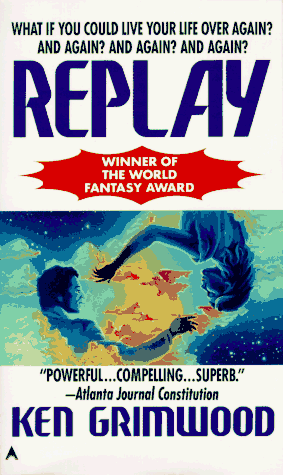 WHAT IF YOU COULD LIVE YOUR LIFE OVER AGAIN?
AND AGAIN? AND AGAIN? AND AGAIN?
REPLAY
WINNER OF
THE WORLD
FANTASY AWARD
"POWERFUL...COMPELLING...SUPERB."
—Atlanta Journal Constitution
KEN GRIMWOOD